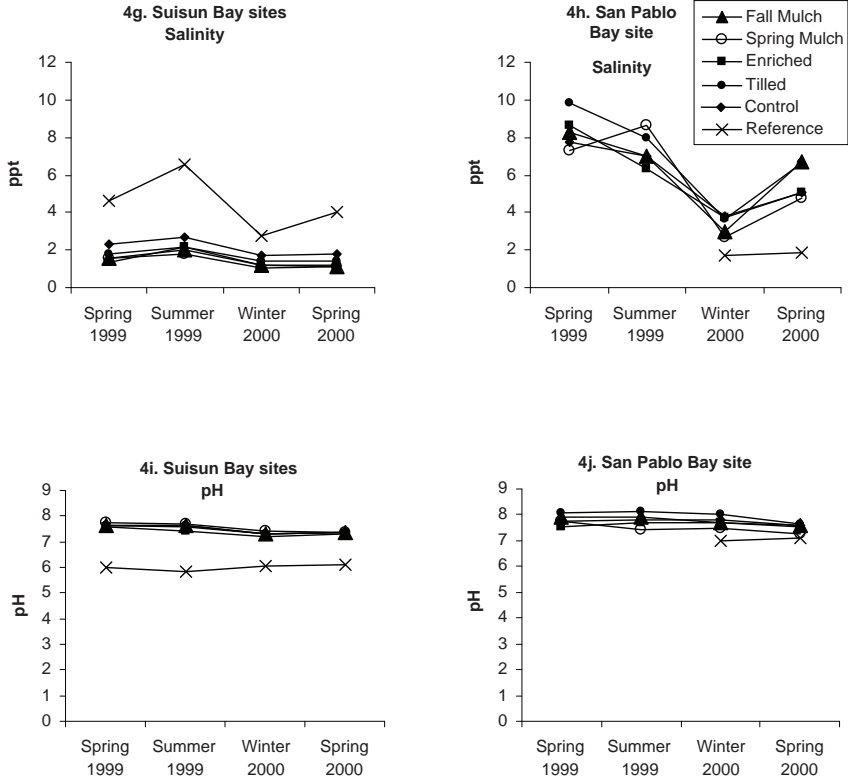 4g. Suisun Bay sites
Salinity
12
10
8
6
4
2
0
ppt
Spring Summer Winter Spring
1999 1999 2000 2000
4h. San Pablo
Bay site
Salinity
Fall Mulch
Spring Mulch
Enriched
Tilled
Control
Reference
12
10
8
6
4
2
0
ppt
Spring Summer Winter Spring
1999 1999 2000 2000
4i. Suisun Bay sites
pH
9
8
7
6
5
4
3
2
1
0
pH
Spring Summer Winter Spring
1999 1999 2000 2000
4j. San Pablo Bay site
pH
9
8
7
6
5
4
3
2
1
0
pH
Spring Summer Winter Spring
1999 1999 2000 2000